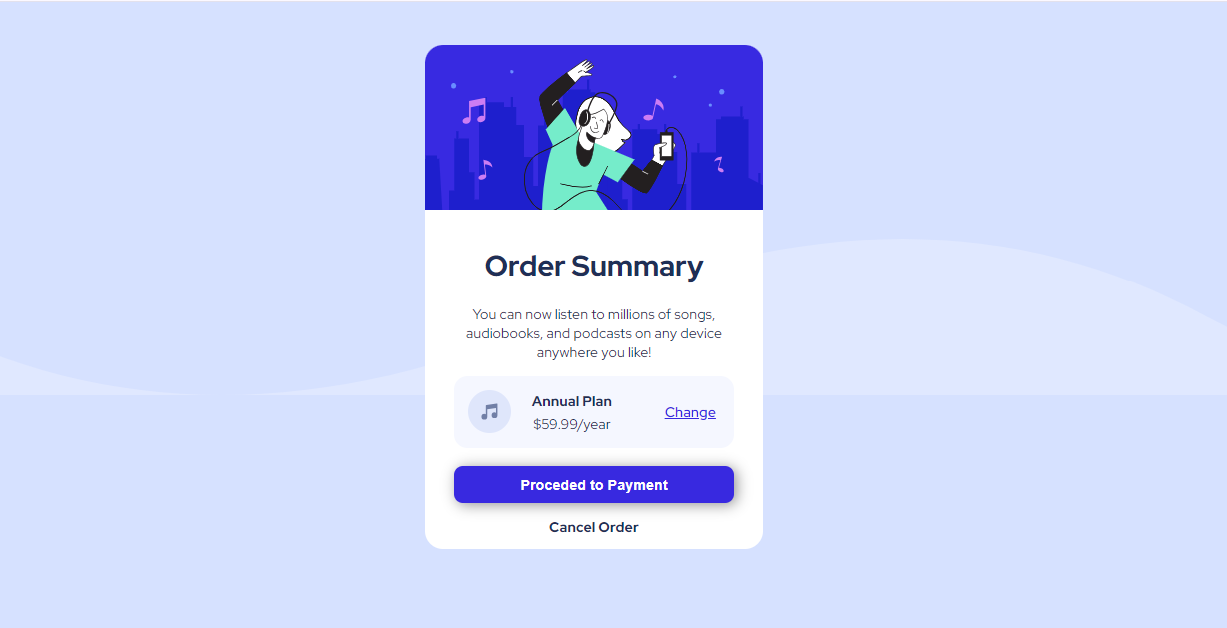 Order Summary
You can now listen to millions of songs,
audiobooks, and podcasts on any device
anywhere you like!
Annual Plan
$59.99/year
Change
Proceded to Payment
Cancel Order